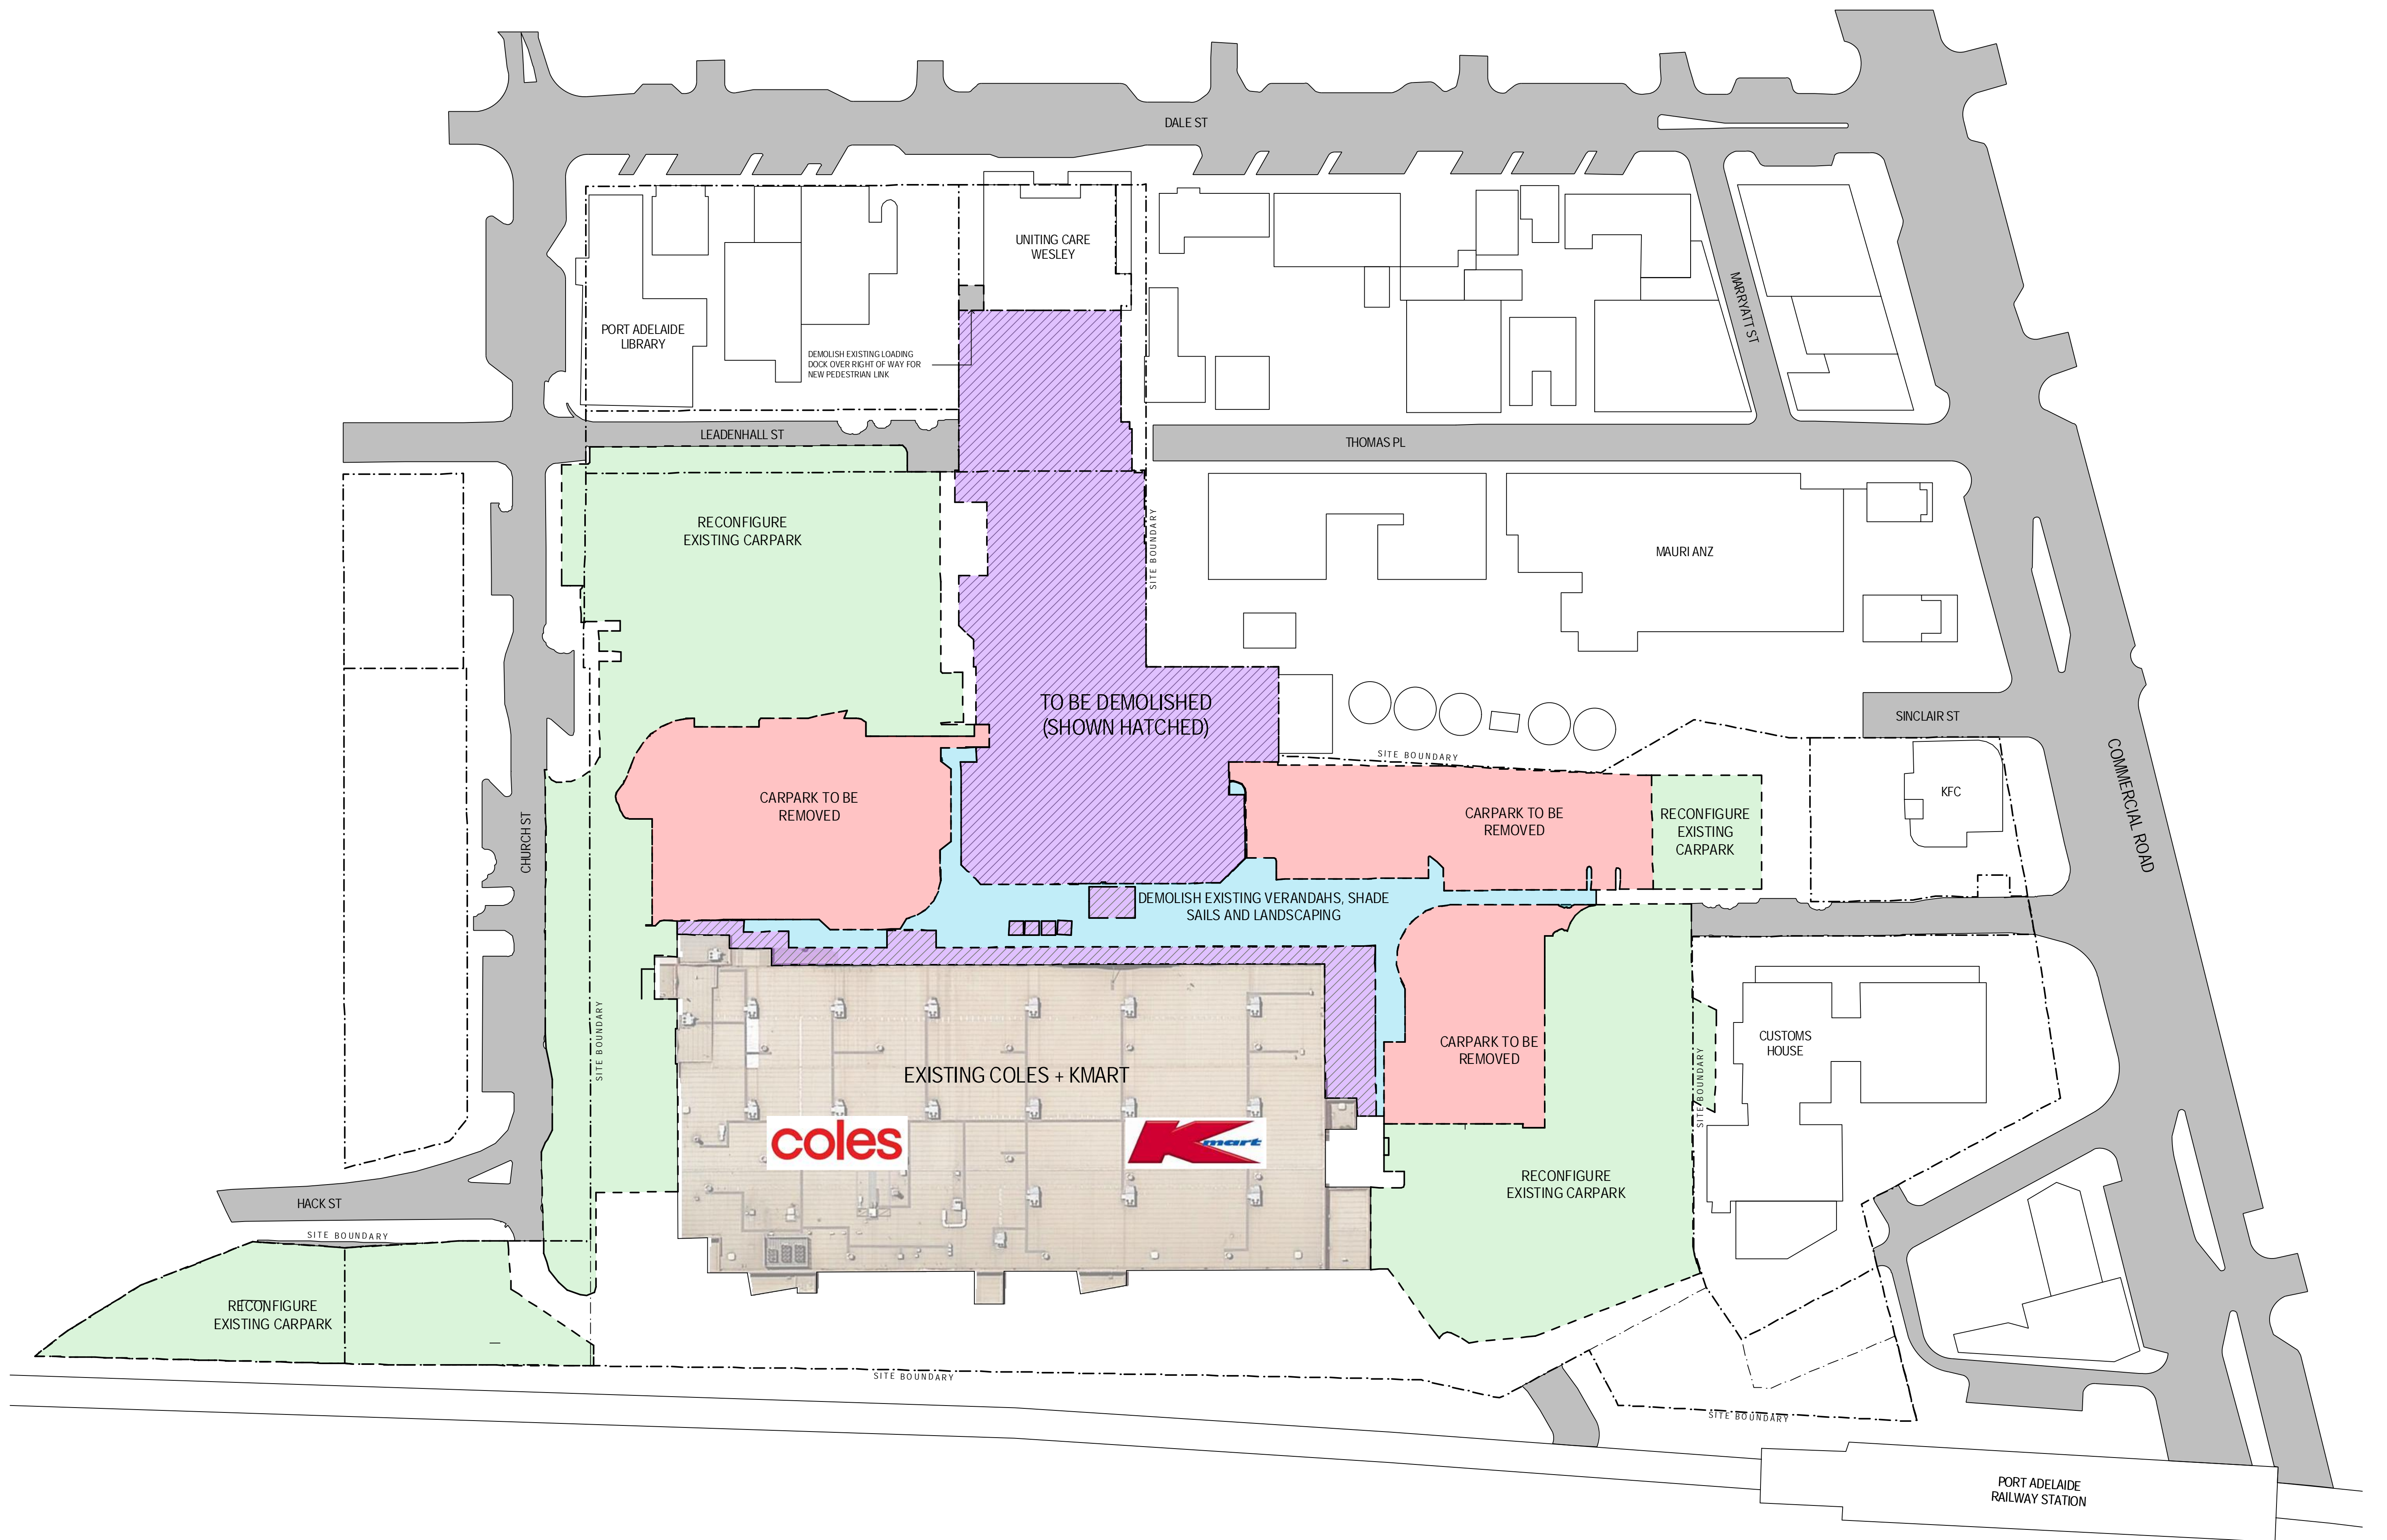 DALE ST
UNITING CARE
WESLEY
PORT ADELAIDE
LIBRARY
DEMOLISH EXISTING LOADING
DOCK OVER RIGHT OF WAY FOR
NEW PEDESTRIAN LINK
MARRYATT ST
LEADENHALL ST
THOMAS PL
RECONFIGURE
EXISTING CARPARK
SITE BOUNDARY
MAURI ANZ
TO BE DEMOLISHED
(SHOWN HATCHED)
SINCLAIR ST
SITE BOUNDARY
COMMERCIAL ROAD
KFC
CARPARK TO BE
REMOVED
CARPARK TO BE
REMOVED
RECONFIGURE
EXISTING
CARPARK
CHURCH ST
DEMOLISH EXISTING VERANDAHS, SHADE
SAILS AND LANDSCAPING
SITE BOUNDARY
CARPARK TO BE
REMOVED
CUSTOMS
HOUSE
SITE BOUNDARY
EXISTING COLES + KMART
coles
Kmart
RECONFIGURE
EXISTING CARPARK
HACK ST
SITE BOUNDARY
RECONFIGURE
EXISTING CARPARK
SITE BOUNDARY
SITE BOUNDARY
PORT ADELAIDE
RAILWAY STATION